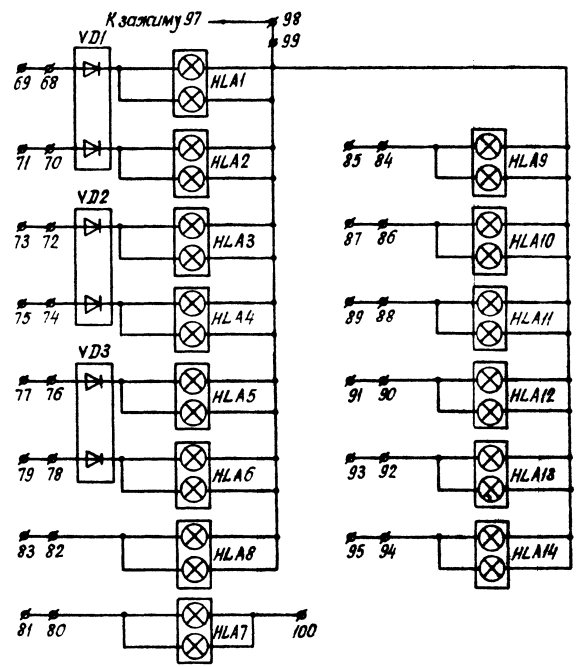 К зажиму 97
98
99
VD1
69 68
HLA1
71 70
HLA2
VD2
73 72
HLA3
75 74
HLA4
VD3
77 76
HLA5
79 78
HLA6
83 82
HLA8
81 80
HLA7
100
85 84
HLA9
87 86
HLA10
89 88
HLA11
91 90
HLA12
93 92
HLA13
95 94
HLA14